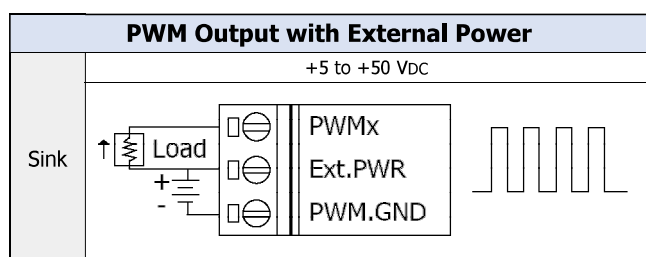 PWM Output with External Power
+5 to +50 VDC
Sink
Load
+
-
PWMx
Ext.PWR
PWM.GND